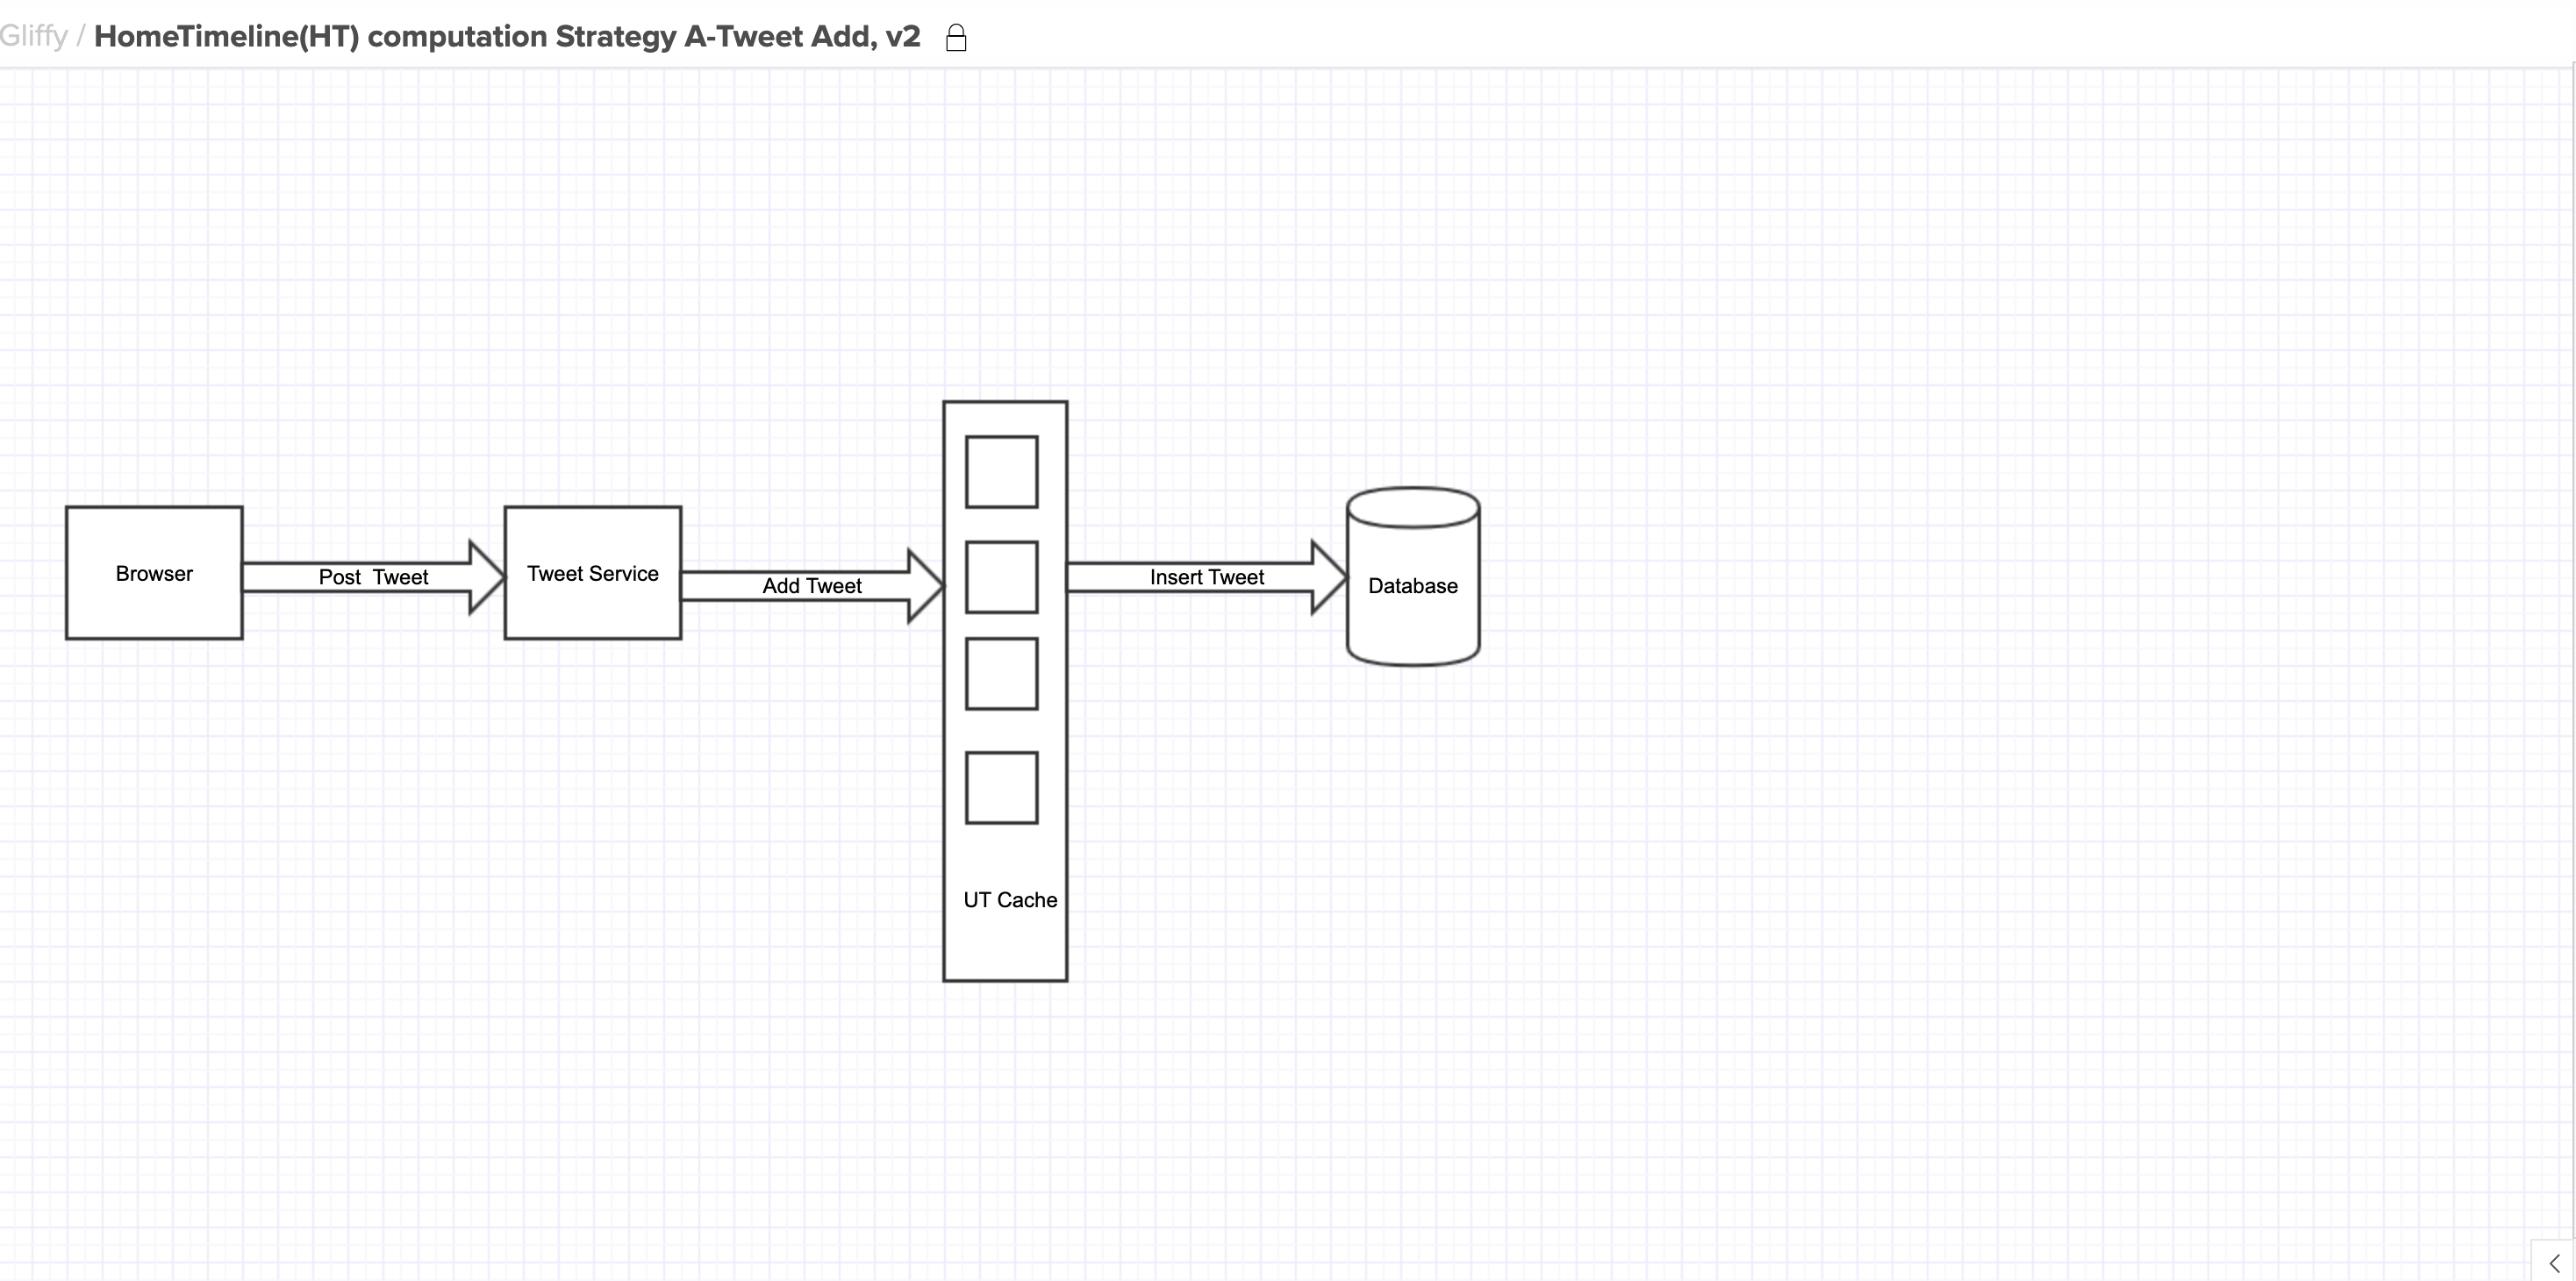 Gliffy / HomeTimeline(HT) computation Strategy A-Tweet Add, v2
Browser
Post  Tweet
Tweet Service
Add Tweet
Insert Tweet
Database
UT Cache